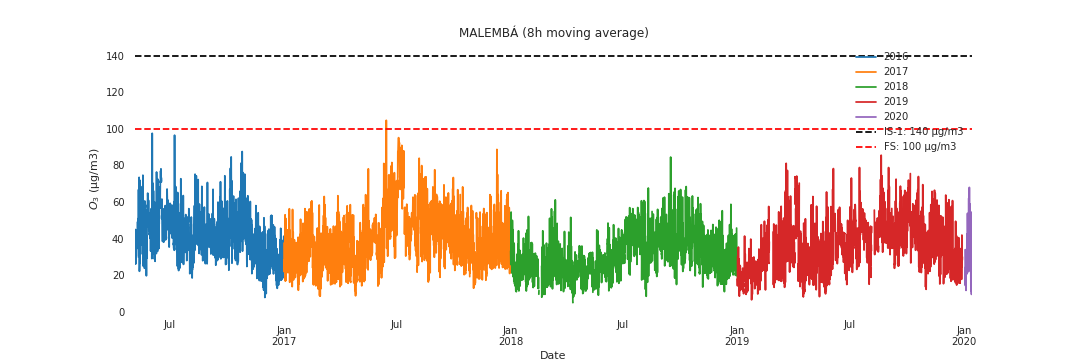 MALEMBÁ (8h moving average)
140
120
100
80
60
40
20
0
O3 (μg/m3)
2016
2017
2018
2019
2020
IS-1: 140 μg/m3
FS: 100 μg/m3
Jul
Jan
2017
Jul
Jan
2018
Jul
Jan
2019
Jul
Jan
2020
Date